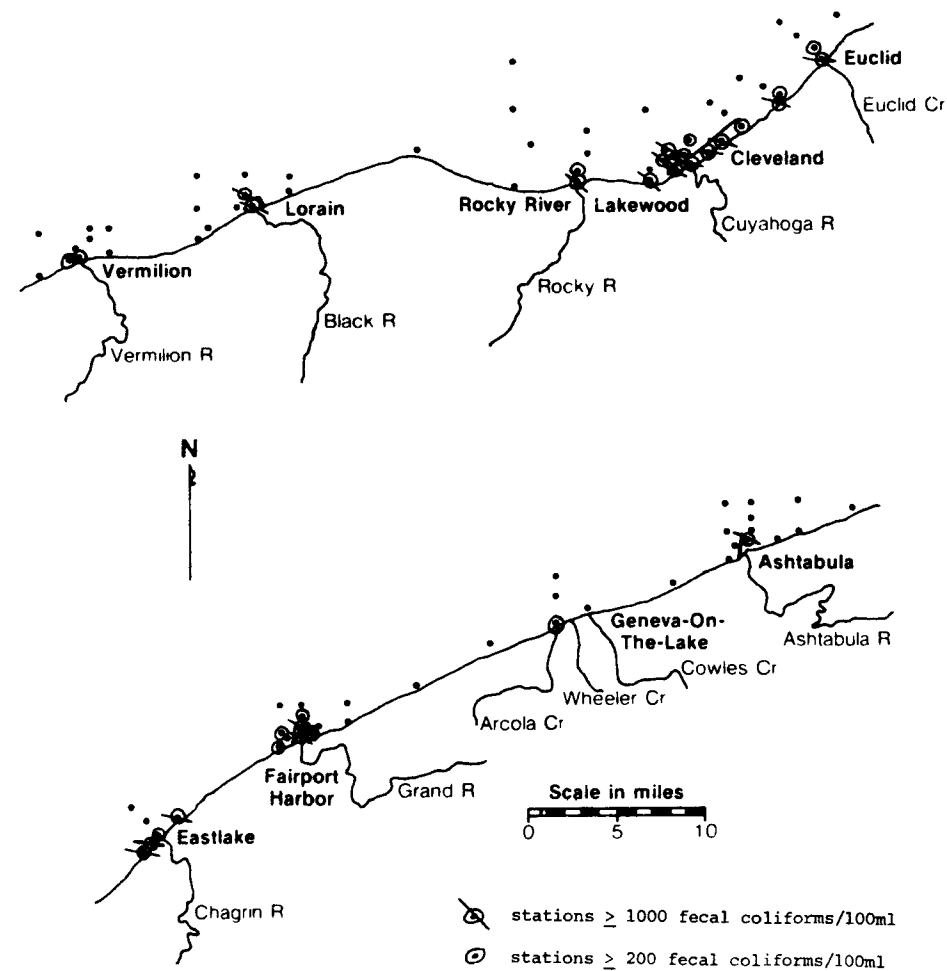 Euclid
Euclid Cr
Cleveland
Lorain
Rocky River
Lakewood
Cuyahoga R
Vermilion
Rocky R
Black R
Vermilion R
N
Ashtabula
Geneva-On-
The-Lake
Ashtabula R
Cowles Cr
Wheeler Cr
Arcola Cr
Fairport
Harbor
Grand R
Scale in miles
0 5 10
Eastlake
Chagrin R
stations ≥ 1000 fecal coliforms/100ml
stations ≥ 200 fecal coliforms/100ml